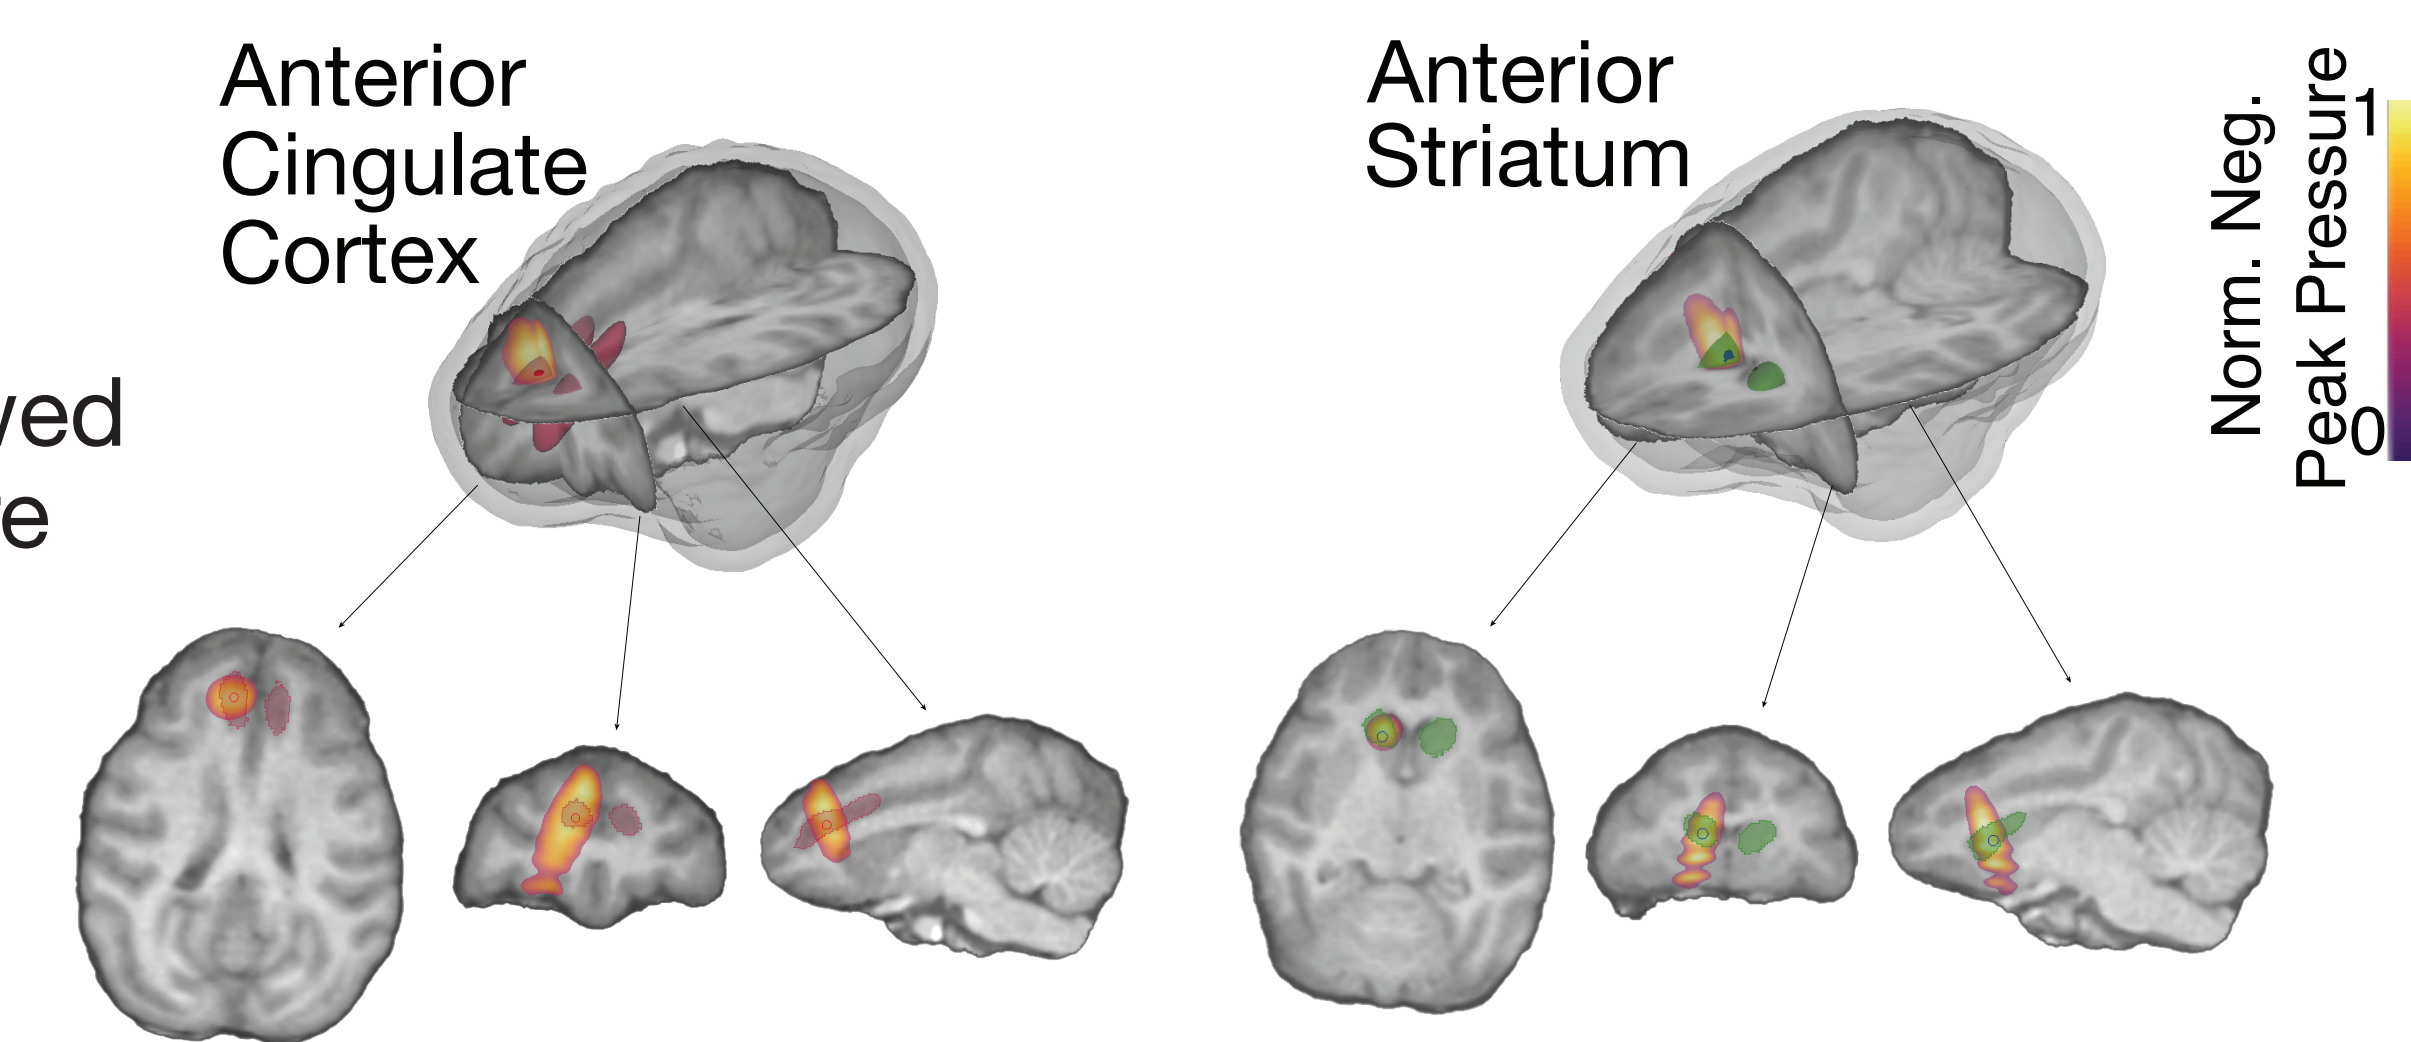 Anterior
Cingulate
Cortex
Anterior
Striatum
Norm. Neg.
Peak Pressure
1
0